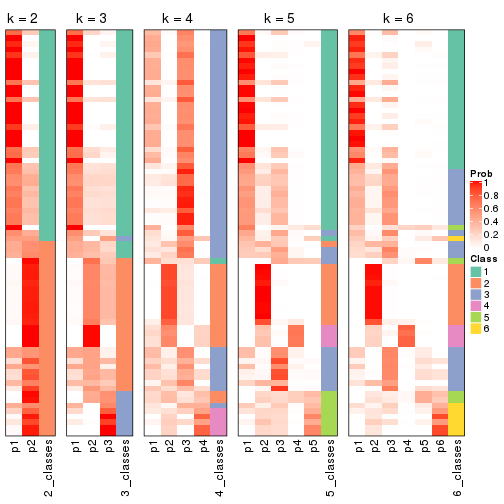 k = 2
k = 3
k = 4
k = 5
k = 6
Prob
1
0.8
0.6
0.4
0.2
0
Class
1
2
3
4
5
6
p1
p2
2_classes
p1
p2
p3
3_classes
p1
p2
p3
p4
4_classes
p1
p2
p3
p4
p5
5_classes
p1
p2
p3
p4
p5
p6
6_classes